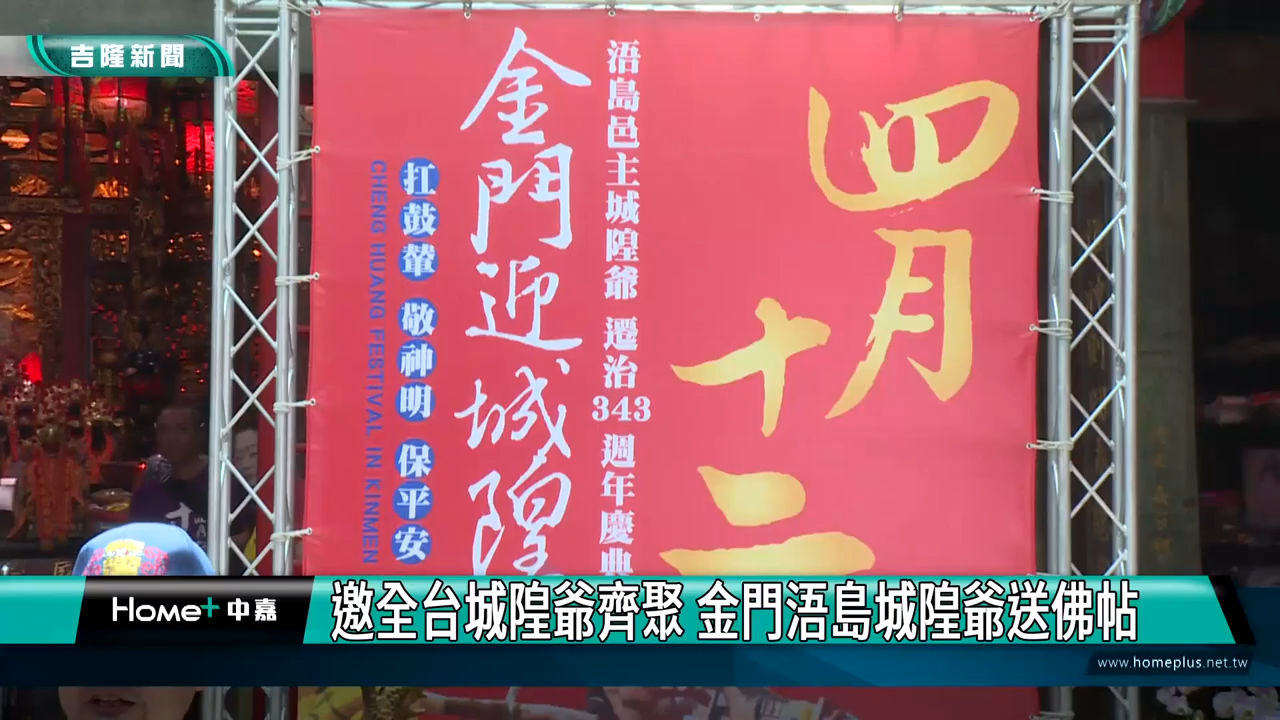 吉隆新聞
四月
十二
浯島邑主城隍爺 遷治343週年慶典
金門迎城隍
扛鼓輦 敬神明 保平安
CHENG HUANG FESTIVAL IN KINMEN
Home+ 中嘉
邀全台城隍爺齊聚 金門浯島城隍爺送佛帖
www.homeplus.net.tw